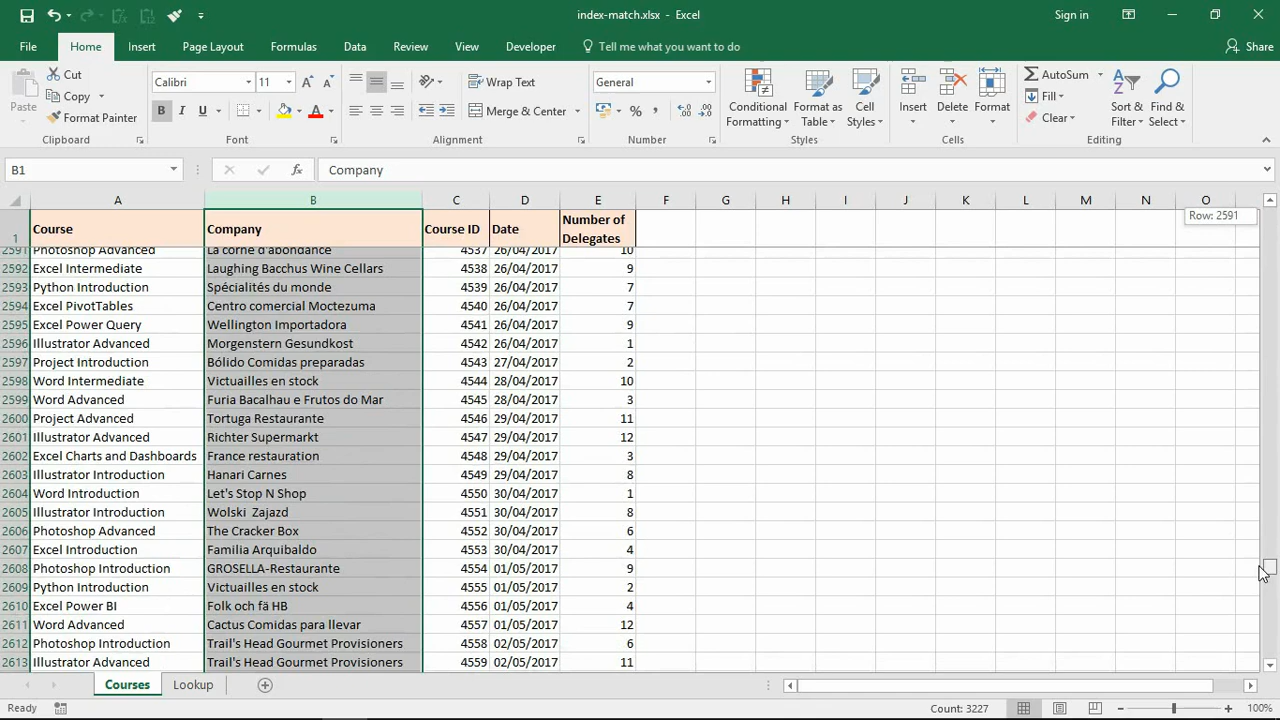 index-match.xlsx - Excel
Sign in
File Home Insert Page Layout Formulas Data Review View Developer Tell me what you want to do Share
Paste Cut Copy Format Painter Clipboard
Calibri 11 B I U A Font
Wrap Text Merge & Center Alignment
General % , Number
Conditional Formatting Format as Table Cell Styles Styles
Insert Delete Format Cells
AutoSum Fill Clear Sort & Filter Find & Select Editing
B1 fx Company
A B C D E F G H I J K L M N O
Row: 2591
1 Course Company Course ID Date Number of Delegates
2591 Photoshop Advanced La corne d'abondance 4537 26/04/2017 10
2592 Excel Intermediate Laughing Bacchus Wine Cellars 4538 26/04/2017 9
2593 Python Introduction Spécialités du monde 4539 26/04/2017 7
2594 Excel PivotTables Centro comercial Moctezuma 4540 26/04/2017 7
2595 Excel Power Query Wellington Importadora 4541 26/04/2017 9
2596 Illustrator Advanced Morgenstern Gesundkost 4542 26/04/2017 1
2597 Project Introduction Bólido Comidas preparadas 4543 27/04/2017 2
2598 Word Intermediate Victuailles en stock 4544 28/04/2017 10
2599 Word Advanced Furia Bacalhau e Frutos do Mar 4545 28/04/2017 3
2600 Project Advanced Tortuga Restaurante 4546 29/04/2017 11
2601 Illustrator Advanced Richter Supermarkt 4547 29/04/2017 12
2602 Excel Charts and Dashboards France restauration 4548 29/04/2017 3
2603 Illustrator Introduction Hanari Carnes 4549 29/04/2017 8
2604 Word Introduction Let's Stop N Shop 4550 30/04/2017 1
2605 Illustrator Introduction Wolski Zajazd 4551 30/04/2017 8
2606 Photoshop Advanced The Cracker Box 4552 30/04/2017 6
2607 Excel Introduction Familia Arquibaldo 4553 30/04/2017 4
2608 Photoshop Introduction GROSELLA-Restaurante 4554 01/05/2017 9
2609 Python Introduction Victuailles en stock 4555 01/05/2017 2
2610 Excel Power BI Folk och fä HB 4556 01/05/2017 4
2611 Word Advanced Cactus Comidas para llevar 4557 01/05/2017 12
2612 Photoshop Introduction Trail's Head Gourmet Provisioners 4558 02/05/2017 6
2613 Illustrator Advanced Trail's Head Gourmet Provisioners 4559 02/05/2017 11
Courses Lookup
Ready Count: 3227 100%